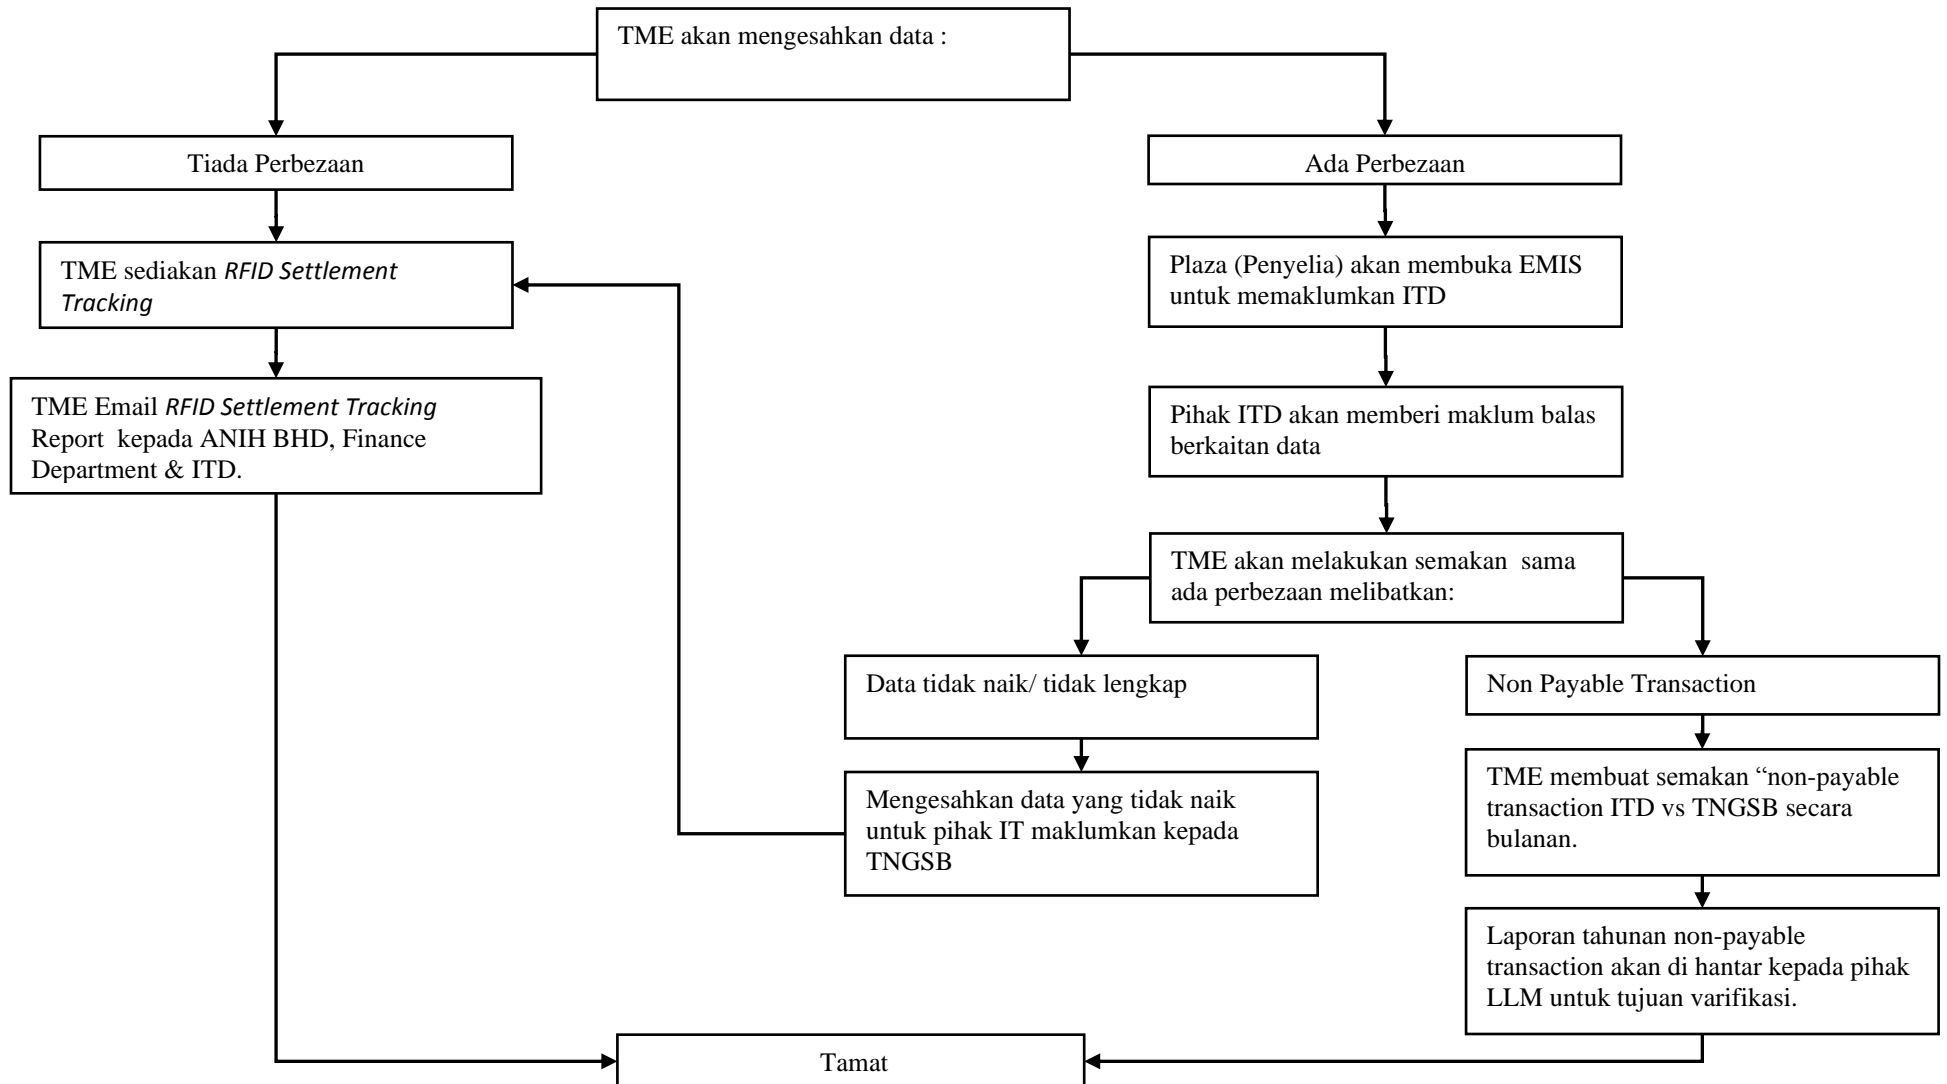 TME akan mengesahkan data :
Tiada Perbezaan
Ada Perbezaan
TME sediakan RFID Settlement
Tracking
Plaza (Penyelia) akan membuka EMIS
untuk memaklumkan ITD
TME Email RFID Settlement Tracking
Report kepada ANIH BHD, Finance
Department & ITD.
Pihak ITD akan memberi maklum balas
berkaitan data
TME akan melakukan semakan sama
ada perbezaan melibatkan:
Data tidak naik/ tidak lengkap
Non Payable Transaction
Mengesahkan data yang tidak naik
untuk pihak IT maklumkan kepada
TNGSB
TME membuat semakan “non-payable
transaction ITD vs TNGSB secara
bulanan.
Laporan tahunan non-payable
transaction akan di hantar kepada pihak
LLM untuk tujuan varifikasi.
Tamat